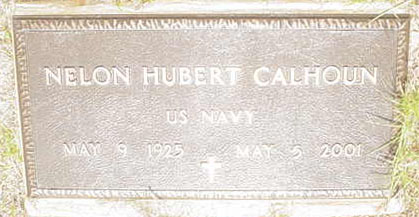 NELON HUBERT CALHOUN
US NAVY
MAY 9 1925 MAY 5 2001